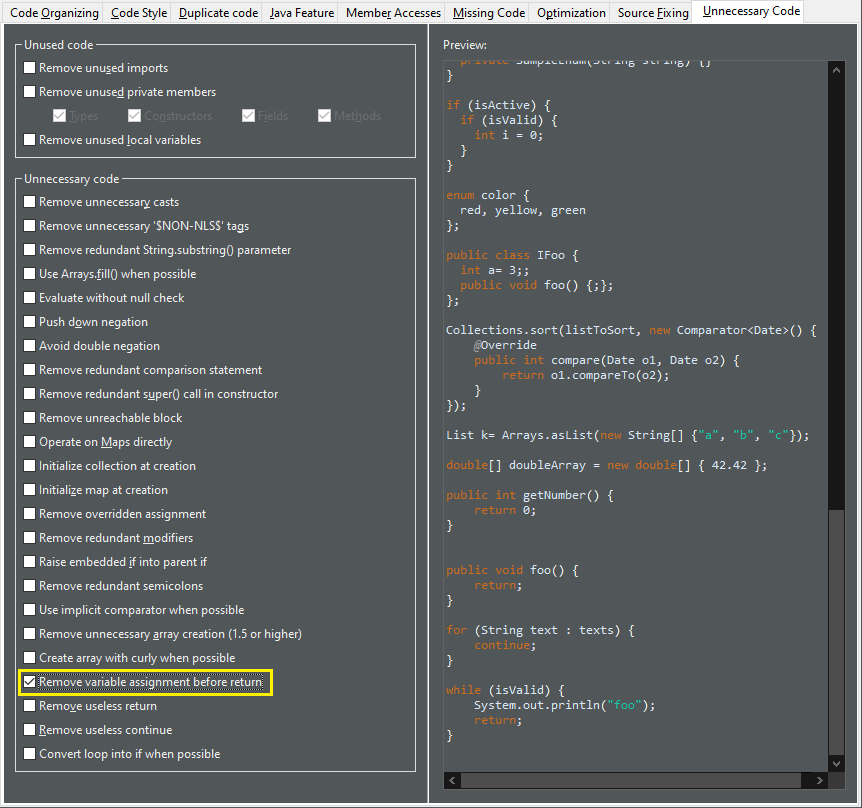 Code Organizing Code Style Duplicate code Java Feature Member Accesses Missing Code Optimization Source Fixing Unnecessary Code
Unused code
Remove unused imports
Remove unused private members
Types Constructors Fields Methods
Remove unused local variables
Unnecessary code
Remove unnecessary casts
Remove unnecessary '$NON-NLS$' tags
Remove redundant String.substring() parameter
Use Arrays.fill() when possible
Evaluate without null check
Push down negation
Avoid double negation
Remove redundant comparison statement
Remove redundant super() call in constructor
Remove unreachable block
Operate on Maps directly
Initialize collection at creation
Initialize map at creation
Remove overridden assignment
Remove redundant modifiers
Raise embedded if into parent if
Remove redundant semicolons
Use implicit comparator when possible
Remove unnecessary array creation (1.5 or higher)
Create array with curly when possible
Remove variable assignment before return
Remove useless return
Remove useless continue
Convert loop into if when possible
Preview:
private SampleEnum(String string) {}
}
if (isActive) {
if (isValid) {
int i = 0;
}
}
enum color {
red, yellow, green
};
public class IFoo {
int a= 3;;
public void foo() {;};
};
Collections.sort(listToSort, new Comparator<Date>() {
@Override
public int compare(Date o1, Date o2) {
return o1.compareTo(o2);
}
});
List k= Arrays.asList(new String[] {"a", "b", "c"});
double[] doubleArray = new double[] { 42.42 };
public int getNumber() {
return 0;
}
public void foo() {
return;
}
for (String text : texts) {
continue;
}
while (isValid) {
System.out.println("foo");
return;
}